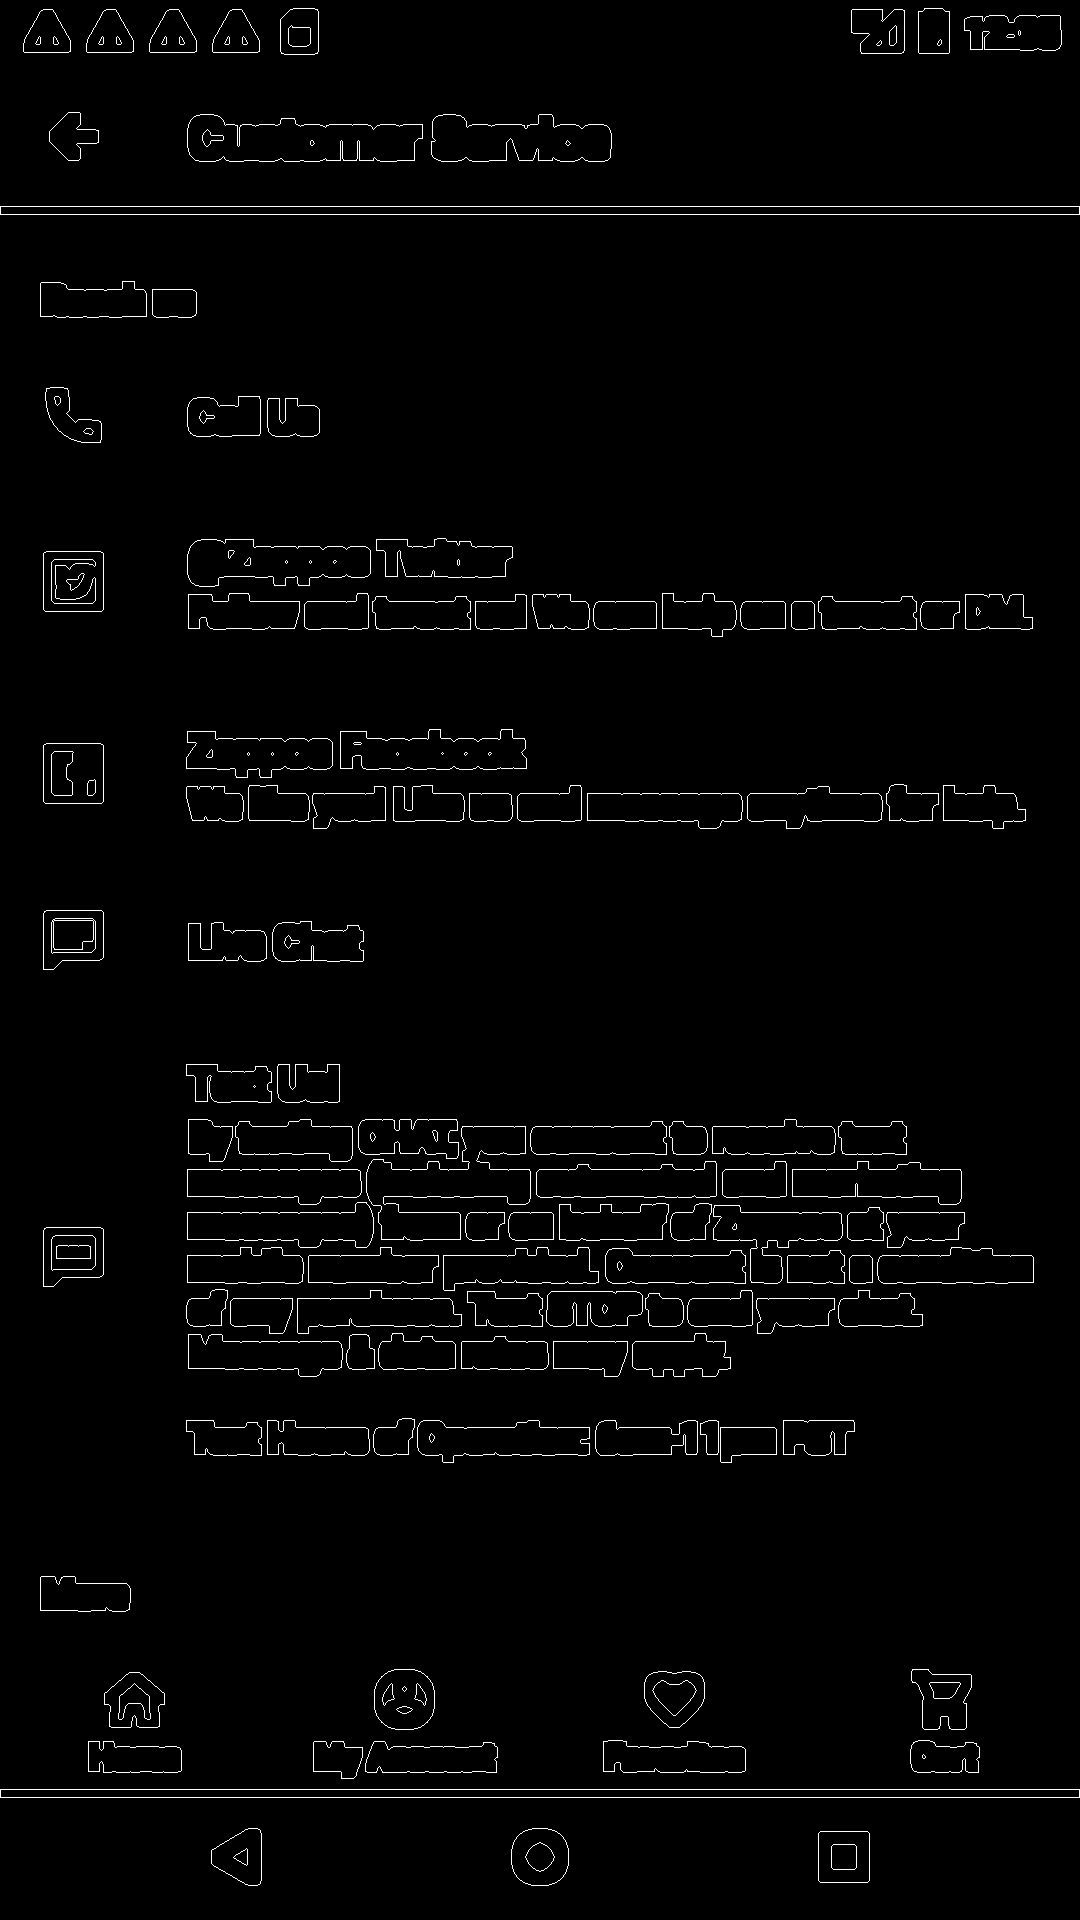 Customer Service
Reach us
Call Us
@Zappos Twitter
Follow and tweet us! We can help on a tweet or DM.
Zappos Facebook
We like you! Like us and message anytime for help.
Live Chat
Text Us!
By texting you consent to receive text
messages (including and marketing
messages) from or on behalf of Zappos at your
mobile number provided. Consent is not a condition
of any purchase. Text STOP to end your chat.
Message & data rates may apply.
Text Hours of Operation: 6am-11pm PST
More
Home
My Account
Favorites
Cart